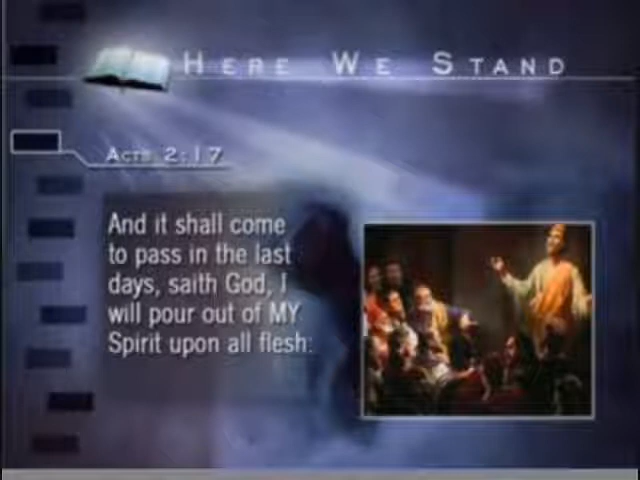 HERE WE STAND
ACTS 2:17
And it shall come
to pass in the last
days, saith God, I
will pour out of MY
Spirit upon all flesh: